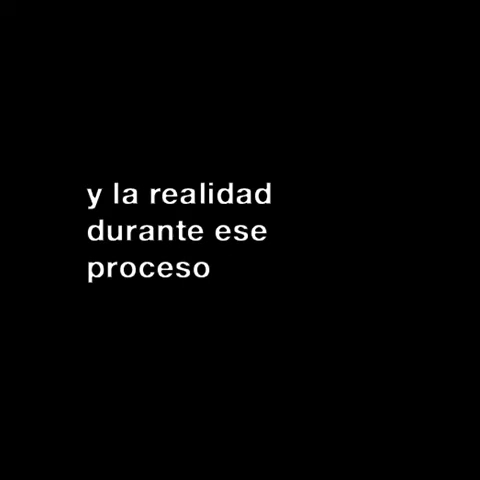 y la realidad
durante ese
proceso